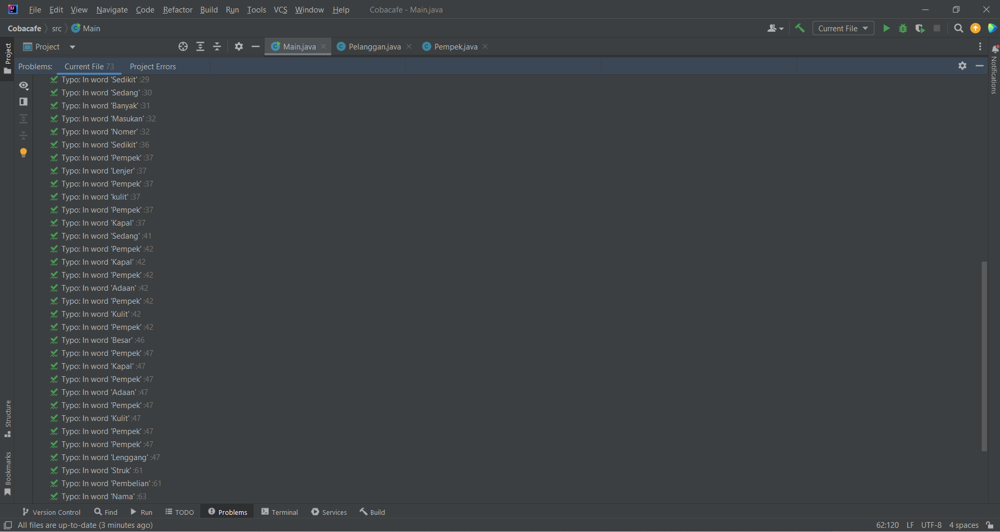 File Edit View Navigate Code Refactor Build Run Tools VCS Window Help Cobacafe - Main.java
Cobacafe src Main Current File
Project Main.java Pelanggan.java Pempek.java
Problems: Current File 73 Project Errors
Typo: In word 'Sedikit' :29
Typo: In word 'Sedang' :30
Typo: In word 'Banyak' :31
Typo: In word 'Masukan' :32
Typo: In word 'Nomer' :32
Typo: In word 'Sedikit' :36
Typo: In word 'Pempek' :37
Typo: In word 'Lenjer' :37
Typo: In word 'Pempek' :37
Typo: In word 'kulit' :37
Typo: In word 'Pempek' :37
Typo: In word 'Kapal' :37
Typo: In word 'Sedang' :41
Typo: In word 'Pempek' :42
Typo: In word 'Kapal' :42
Typo: In word 'Pempek' :42
Typo: In word 'Adaan' :42
Typo: In word 'Pempek' :42
Typo: In word 'Kulit' :42
Typo: In word 'Pempek' :42
Typo: In word 'Besar' :46
Typo: In word 'Pempek' :47
Typo: In word 'Kapal' :47
Typo: In word 'Pempek' :47
Typo: In word 'Adaan' :47
Typo: In word 'Pempek' :47
Typo: In word 'Kulit' :47
Typo: In word 'Pempek' :47
Typo: In word 'Pempek' :47
Typo: In word 'Lenggang' :47
Typo: In word 'Struk' :61
Typo: In word 'Pembelian' :61
Typo: In word 'Nama' :63
Project
Structure
Bookmarks
Notifications
Version Control Find Run TODO Problems Terminal Services Build
All files are up-to-date (3 minutes ago) 62:120 LF UTF-8 4 spaces